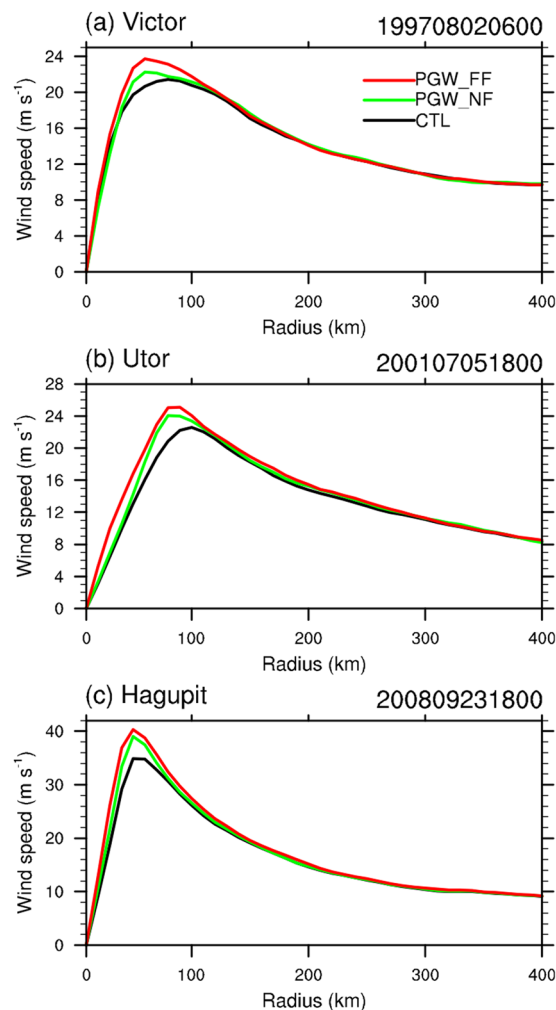 (a) Victor 199708020600
24
20
16
12
8
4
0
Wind speed (m s⁻¹)
PGW_FF
PGW_NF
CTL
0 100 200 300 400
Radius (km)
(b) Utor 200107051800
28
24
20
16
12
8
4
0
Wind speed (m s⁻¹)
0 100 200 300 400
Radius (km)
(c) Hagupit 200809231800
40
30
20
10
0
Wind speed (m s⁻¹)
0 100 200 300 400
Radius (km)